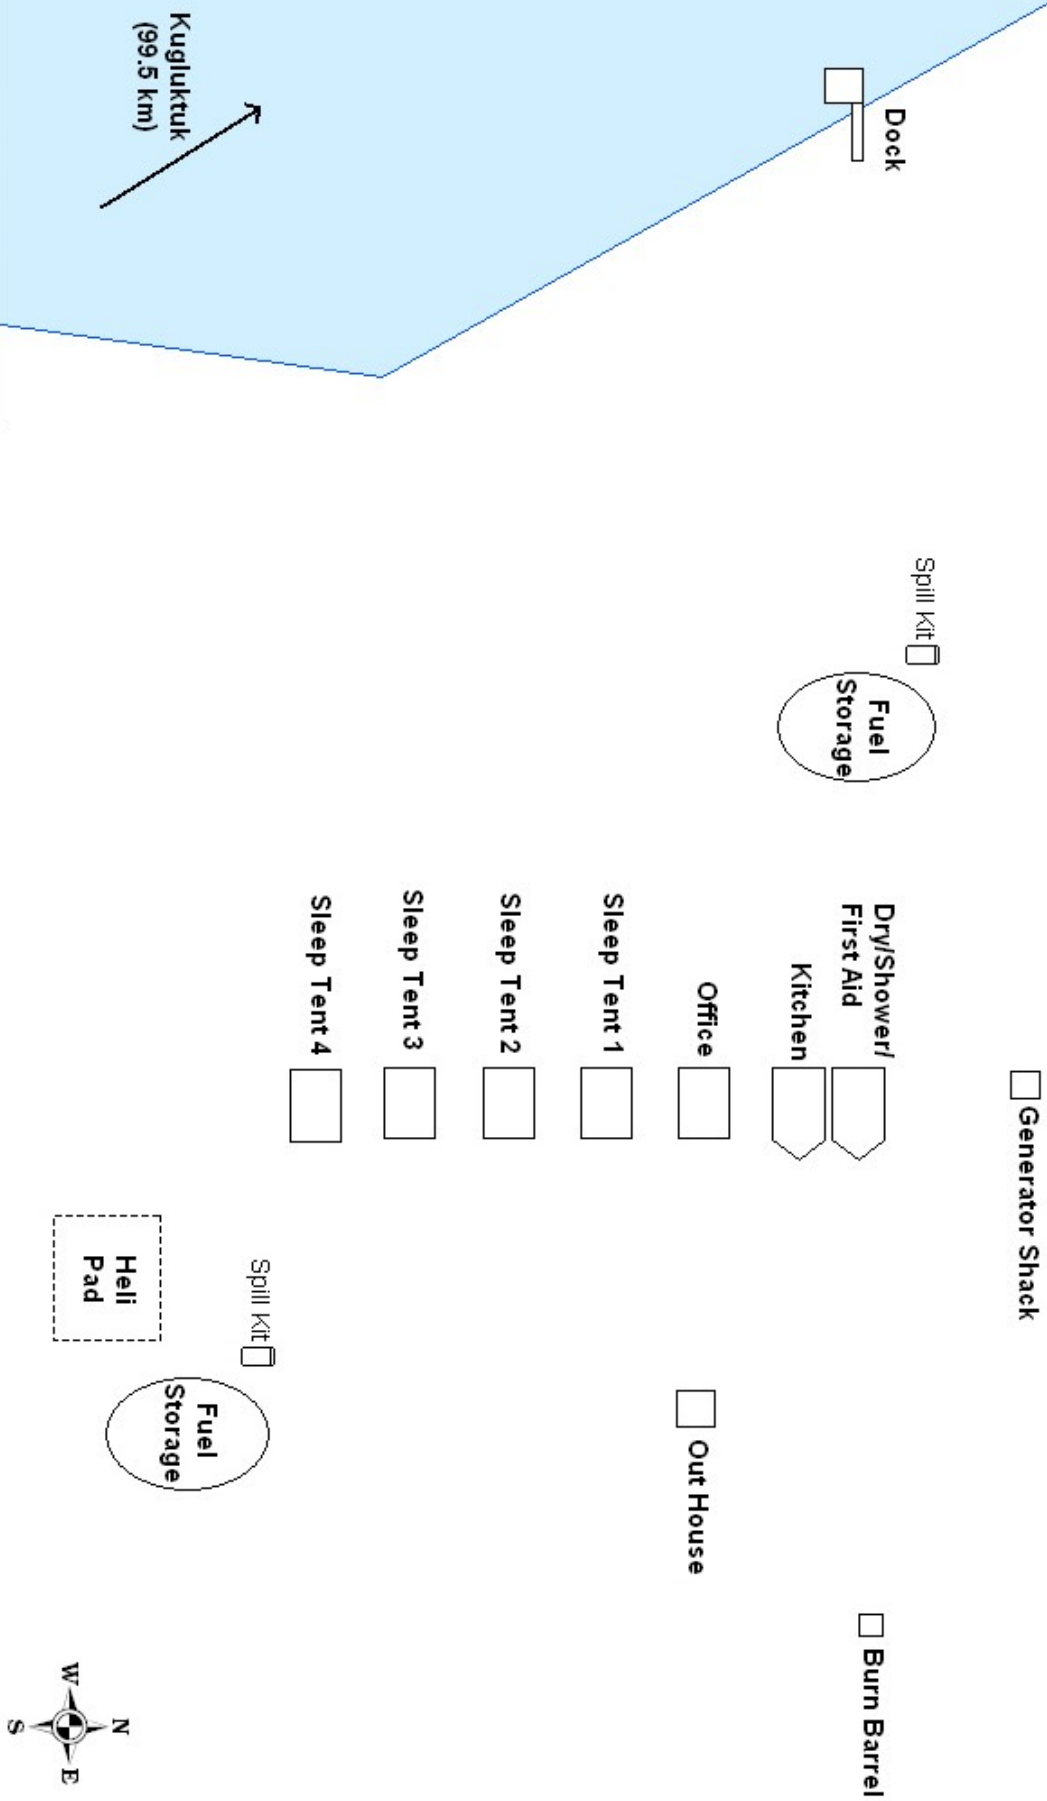 Kugluktuk
(99.5 km)
Dock
Spill Kit
Fuel
Storage
Dry/Shower/
First Aid
Kitchen
Office
Sleep Tent 1
Sleep Tent 2
Sleep Tent 3
Sleep Tent 4
Generator Shack
Heli
Pad
Spill Kit
Fuel
Storage
Out House
Burn Barrel
N
W
E
S